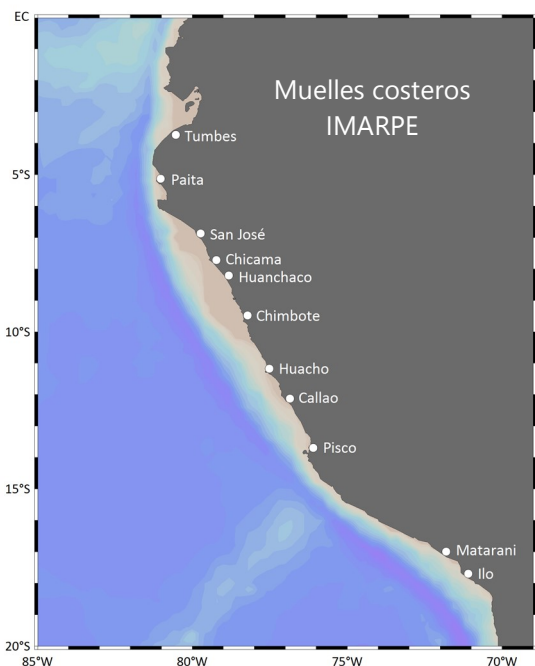 EC
Muelles costeros
IMARPE
Tumbes
5°S
Paita
San José
Chicama
Huanchaco
10°S
Chimbote
Huacho
Callao
Pisco
15°S
Matarani
Ilo
20°S
85°W
80°W
75°W
70°W